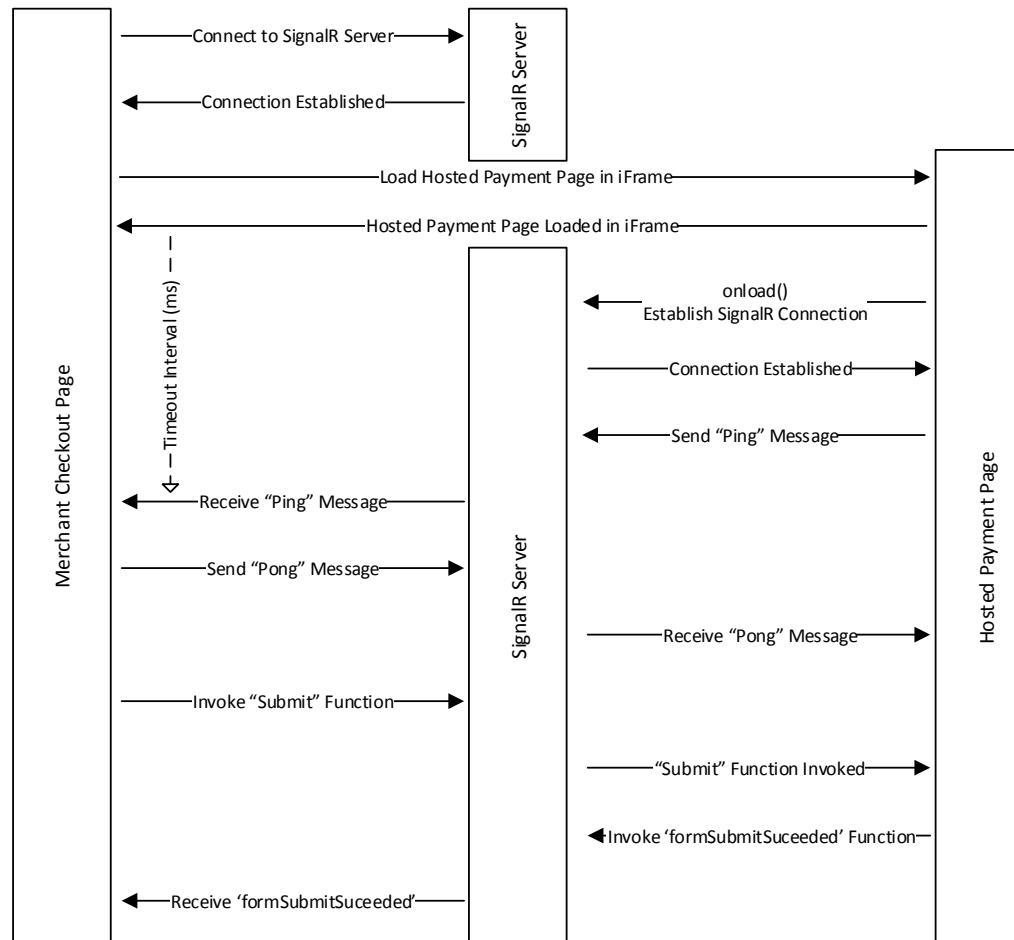 Connect to SignalR Server
Connection Established
SignalR Server
Load Hosted Payment Page in iFrame
Hosted Payment Page Loaded in iFrame
Timeout Interval (ms)
onload()
Establish SignalR Connection
Connection Established
Send “Ping” Message
Receive “Ping” Message
Merchant Checkout Page
Send “Pong” Message
SignalR Server
Hosted Payment Page
Receive “Pong” Message
Invoke “Submit” Function
“Submit” Function Invoked
Invoke ‘formSubmitSuceeded’ Function
Receive ‘formSubmitSuceeded’